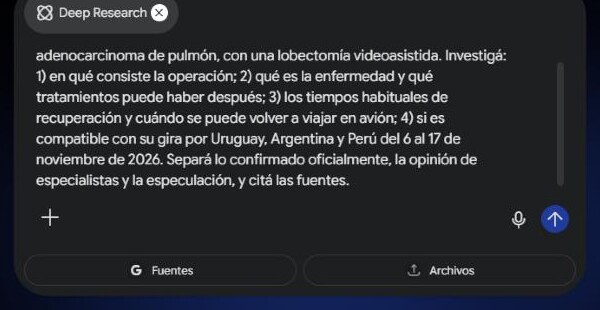 Deep Research
adenocarcinoma de pulmón, con una lobectomía videoasistida. Investigá:
1) en qué consiste la operación; 2) qué es la enfermedad y qué
tratamientos puede haber después; 3) los tiempos habituales de
recuperación y cuándo se puede volver a viajar en avión; 4) si es
compatible con su gira por Uruguay, Argentina y Perú del 6 al 17 de
noviembre de 2026. Separá lo confirmado oficialmente, la opinión de
especialistas y la especulación, y citá las fuentes.
G Fuentes
Archivos